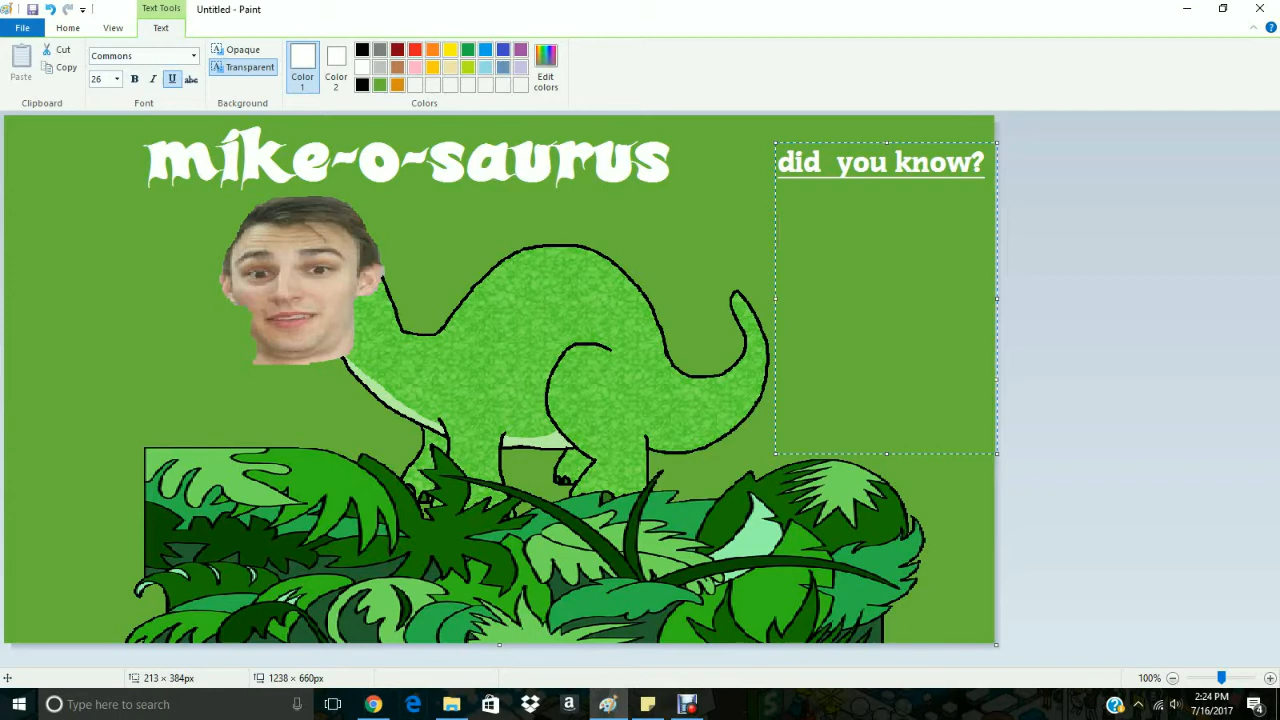 Untitled - Paint
Text Tools
File
Home
View
Text
Paste
Cut
Copy
Clipboard
Commons
26
B
I
U
abc
Font
Opaque
Transparent
Background
Color
1
Color
2
Edit
colors
Colors
mike-o-saurus
did you know?
213 × 384px
1238 × 660px
100%
Type here to search
2:24 PM
7/16/2017
4